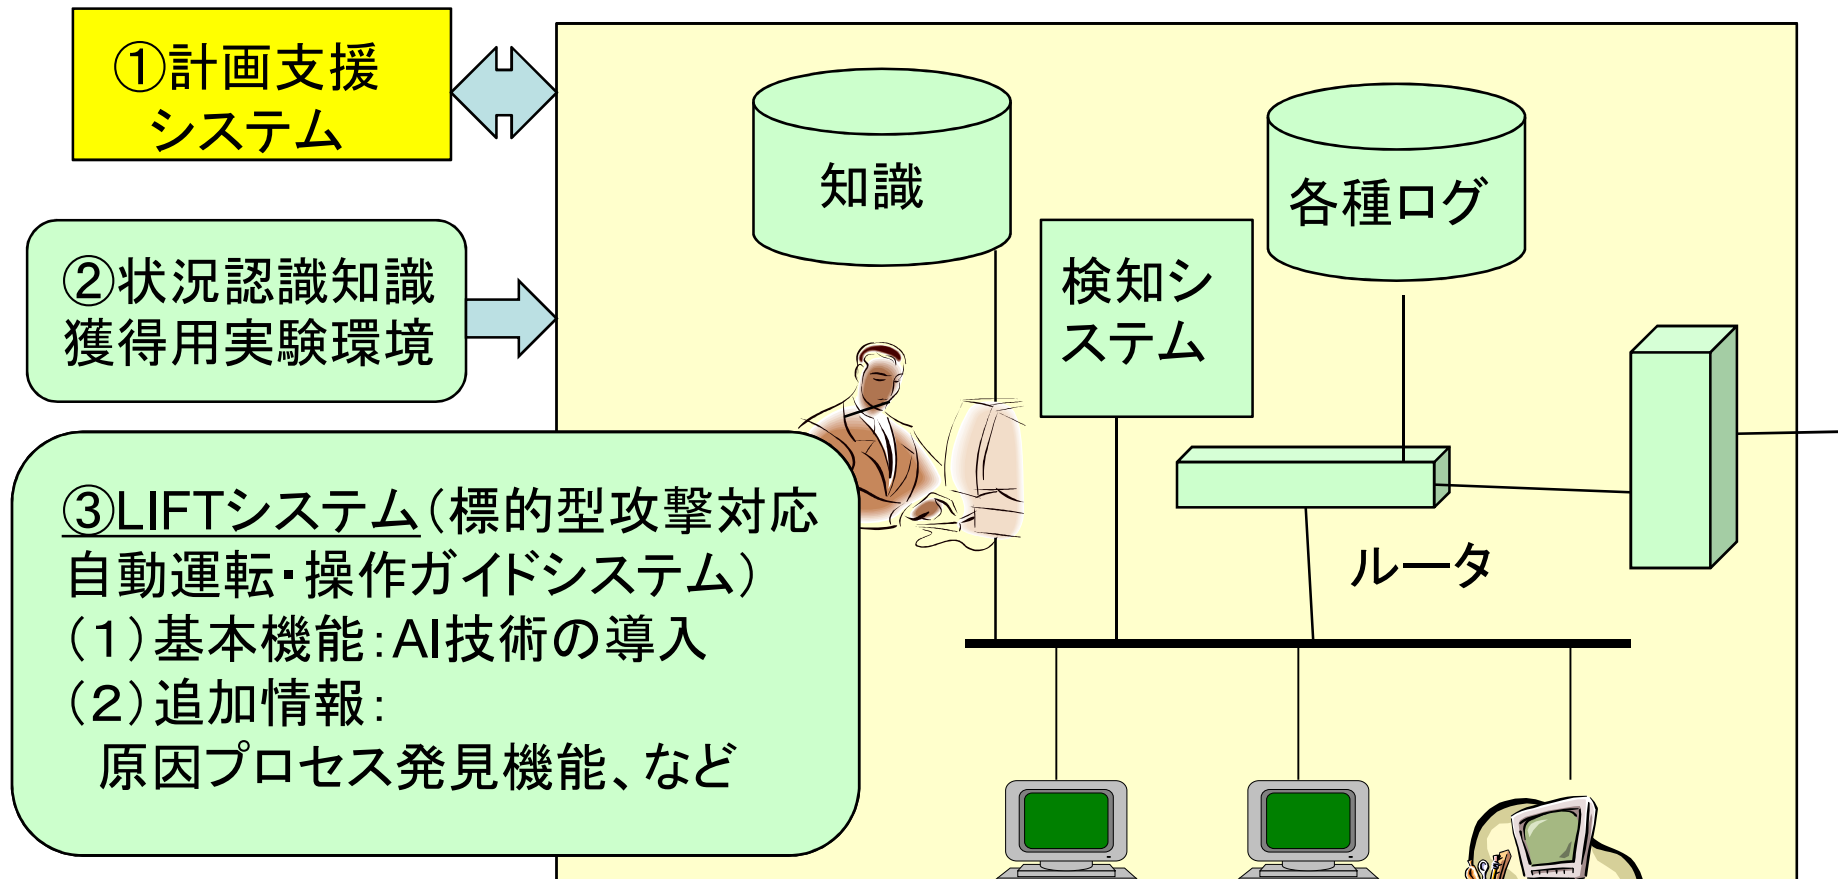 ①計画支援
システム
②状況認識知識
獲得用実験環境
③LIFTシステム(標的型攻撃対応
自動運転・操作ガイドシステム)
(1)基本機能:AI技術の導入
(2)追加情報:
原因プロセス発見機能、など
知識
各種ログ
検知シ
ステム
ルータ